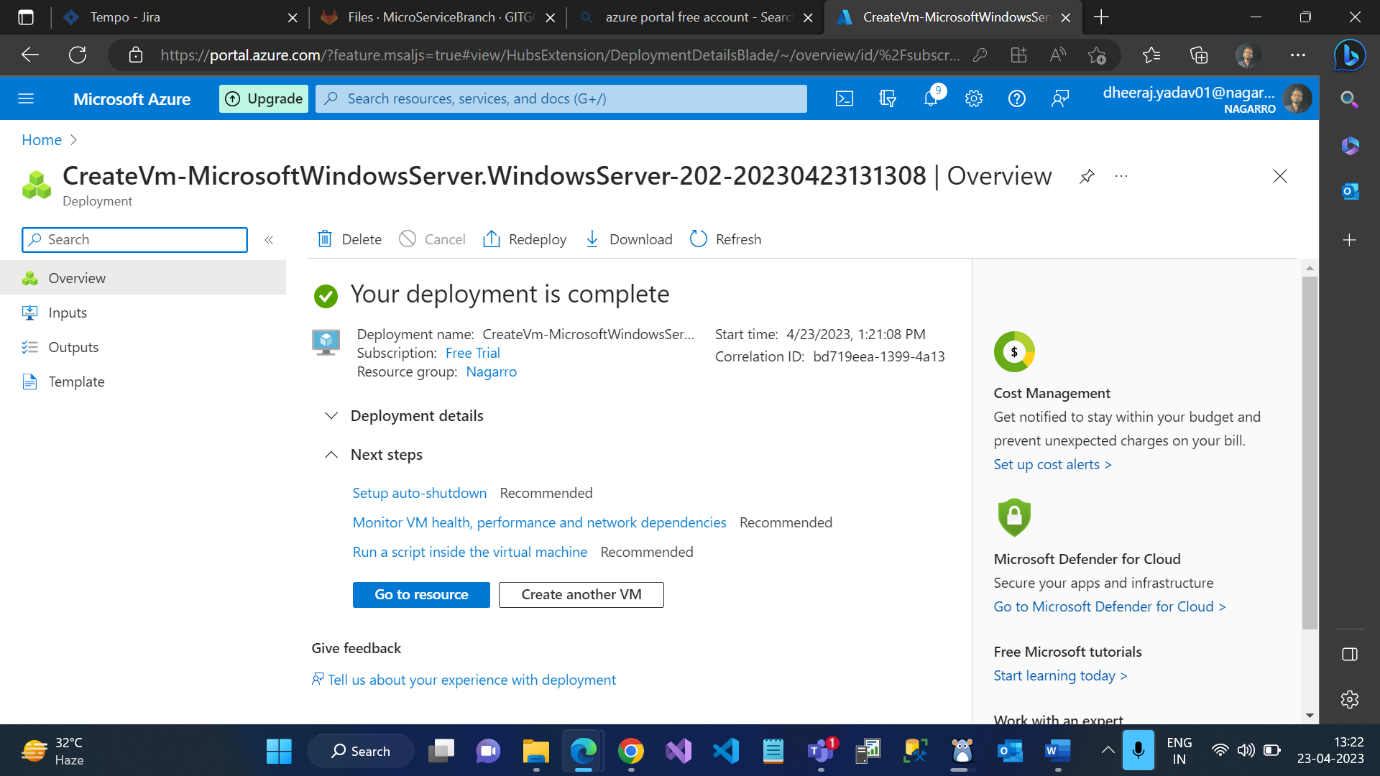 Tempo - Jira
Files · MicroServiceBranch · GITGO
azure portal free account - Search
CreateVm-MicrosoftWindowsSer
https://portal.azure.com/?feature.msaljs=true#view/HubsExtension/DeploymentDetailsBlade/~/overview/id/%2Fsubscr...
Microsoft Azure
Upgrade
Search resources, services, and docs (G+/)
9
dheeraj.yadav01@nagar...
NAGARRO
Home
CreateVm-MicrosoftWindowsServer.WindowsServer-202-20230423131308 | Overview
Deployment
Search
Delete
Cancel
Redeploy
Download
Refresh
Overview
Inputs
Outputs
Template
Your deployment is complete
Deployment name: CreateVm-MicrosoftWindowsSer...
Subscription: Free Trial
Resource group: Nagarro
Start time: 4/23/2023, 1:21:08 PM
Correlation ID: bd719eea-1399-4a13
Deployment details
Next steps
Setup auto-shutdown Recommended
Monitor VM health, performance and network dependencies Recommended
Run a script inside the virtual machine Recommended
Go to resource
Create another VM
Give feedback
Tell us about your experience with deployment
$
Cost Management
Get notified to stay within your budget and
prevent unexpected charges on your bill.
Set up cost alerts >
Microsoft Defender for Cloud
Secure your apps and infrastructure
Go to Microsoft Defender for Cloud >
Free Microsoft tutorials
Start learning today >
Work with an expert
32°C
Haze
Search
1
ENG
IN
13:22
23-04-2023